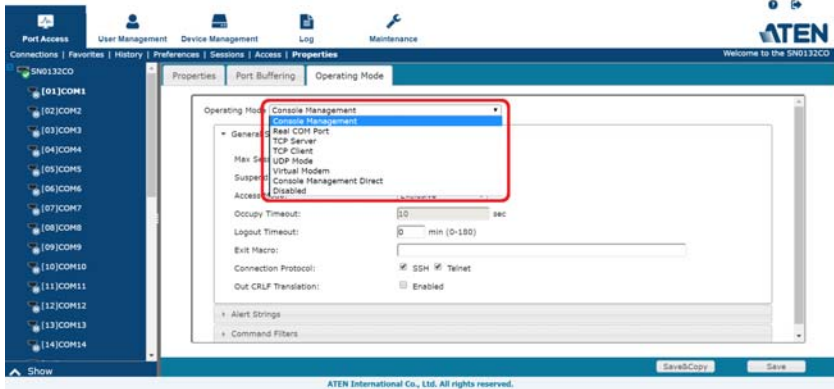 Port Access
User Management
Device Management
Log
Maintenance
ATEN
Connections | Favorites | History | Preferences | Sessions | Access | Properties
Welcome to the SN0132CO
SN0132CO
[01]COM1
[02]COM2
[03]COM3
[04]COM4
[05]COM5
[06]COM6
[07]COM7
[08]COM8
[09]COM9
[10]COM10
[11]COM11
[12]COM12
[13]COM13
[14]COM14
Show
Properties
Port Buffering
Operating Mode
Operating Mode
Console Management
Console Management
Real COM Port
TCP Server
TCP Client
UDP Mode
Virtual Modem
Console Management Direct
Disabled
General S
Max Ses
Suspend
Access
Occupy Timeout:
10
sec
Logout Timeout:
0
min (0-180)
Exit Macro:
Connection Protocol:
SSH
Telnet
Out CRLF Translation:
Enabled
Alert Strings
Command Filters
Save&Copy
Save
ATEN International Co., Ltd. All rights reserved.